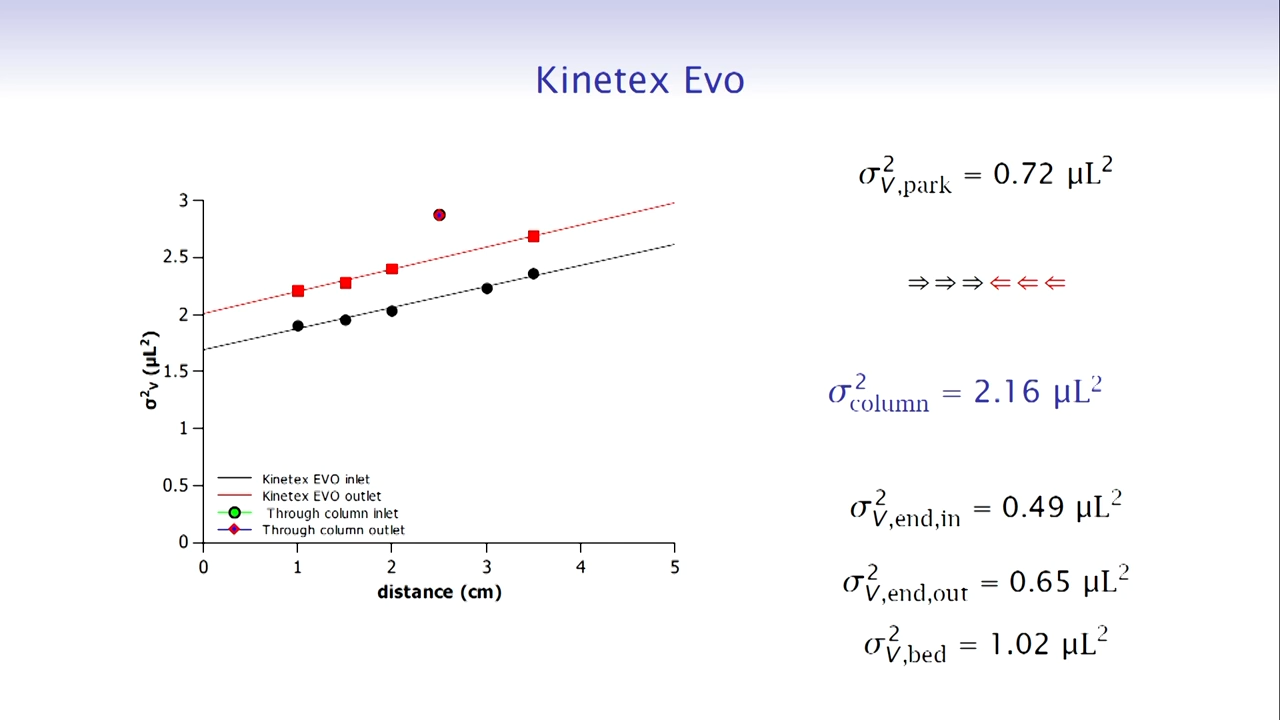 Kinetex Evo
σ²V,park = 0.72 µL²
⇒⇒⇒⇐⇐⇐
σ²column = 2.16 µL²
σ²V,end,in = 0.49 µL²
σ²V,end,out = 0.65 µL²
σ²V,bed = 1.02 µL²
3
2.5
2
1.5
1
0.5
0
σ²V (µL²)
Kinetex EVO inlet
Kinetex EVO outlet
Through column inlet
Through column outlet
0 1 2 3 4 5
distance (cm)